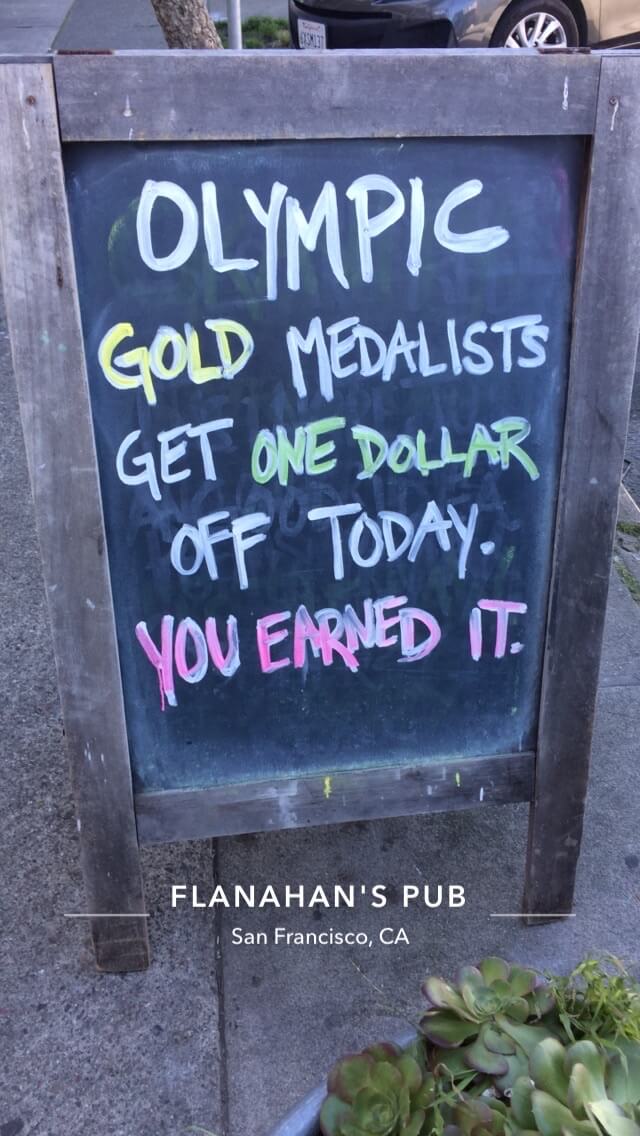 OLYMPIC
GOLD MEDALISTS
GET ONE DOLLAR
OFF TODAY.
YOU EARNED IT.
FLANAHAN'S PUB
San Francisco, CA